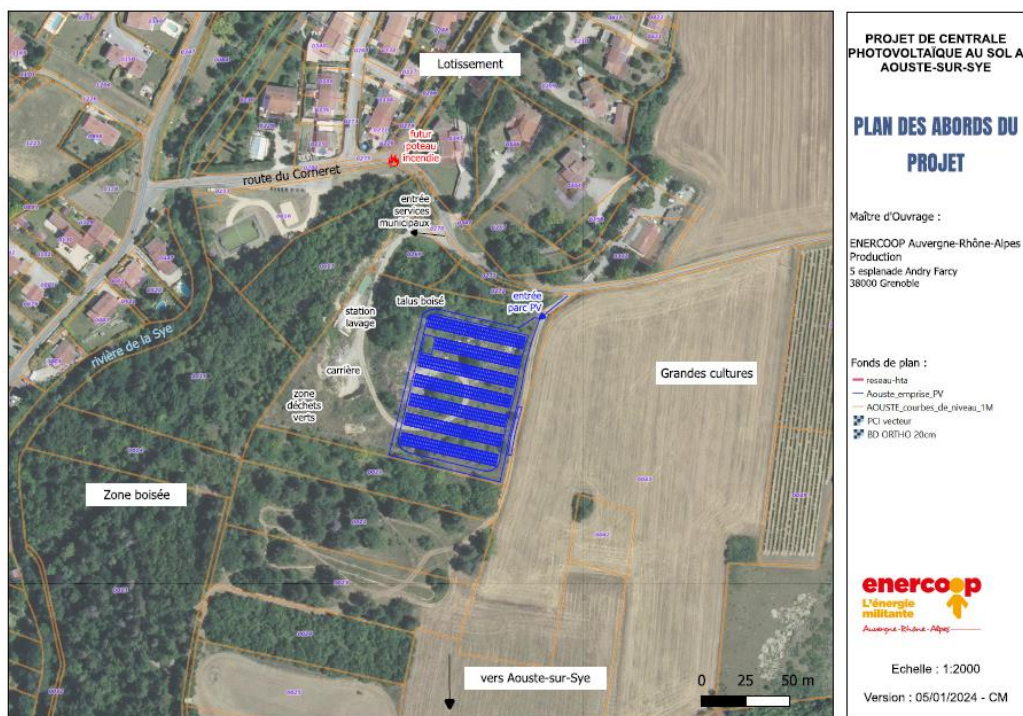 Lotissement
futur
poteau
incendie
route du Corneret
entrée
services
municipaux
talus boisé
entrée
parc PV
station
lavage
rivière de la Sye
carrière
zone
déchets
verts
Grandes cultures
Zone boisée
vers Aouste-sur-Sye
0 25 50 m
PROJET DE CENTRALE
PHOTOVOLTAÏQUE AU SOL A
AOUSTE-SUR-SYE
PLAN DES ABORDS DU
PROJET
Maître d'Ouvrage :
ENERCOOP Auvergne-Rhône-Alpes
Production
5 esplanade Andry Farcy
38000 Grenoble
Fonds de plan :
reseau-hta
Aouste_emprise_PV
AOUSTE_courbes_de_niveau_1M
PCI vecteur
BD ORTHO 20cm
enercoop
L'énergie
militante
Auvergne-Rhône-Alpes
Echelle : 1:2000
Version : 05/01/2024 - CM